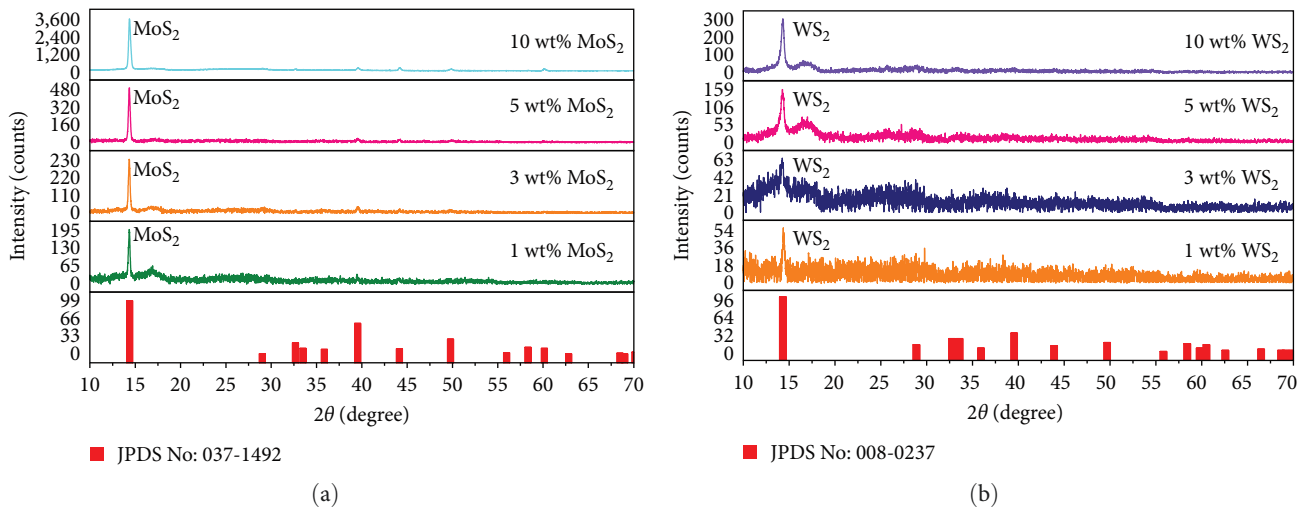 Intensity (counts)
3,600
2,400
1,200
0
MoS2
10 wt% MoS2
480
320
160
0
MoS2
5 wt% MoS2
230
220
110
0
MoS2
3 wt% MoS2
195
130
65
0
MoS2
1 wt% MoS2
99
66
33
0
10 15 20 25 30 35 40 45 50 55 60 65 70
2θ (degree)
JPDS No: 037-1492
(a)
Intensity (counts)
300
200
100
0
WS2
10 wt% WS2
159
106
53
0
WS2
5 wt% WS2
63
42
21
0
WS2
3 wt% WS2
54
36
18
0
WS2
1 wt% WS2
96
64
32
0
10 15 20 25 30 35 40 45 50 55 60 65 70
2θ (degree)
JPDS No: 008-0237
(b)